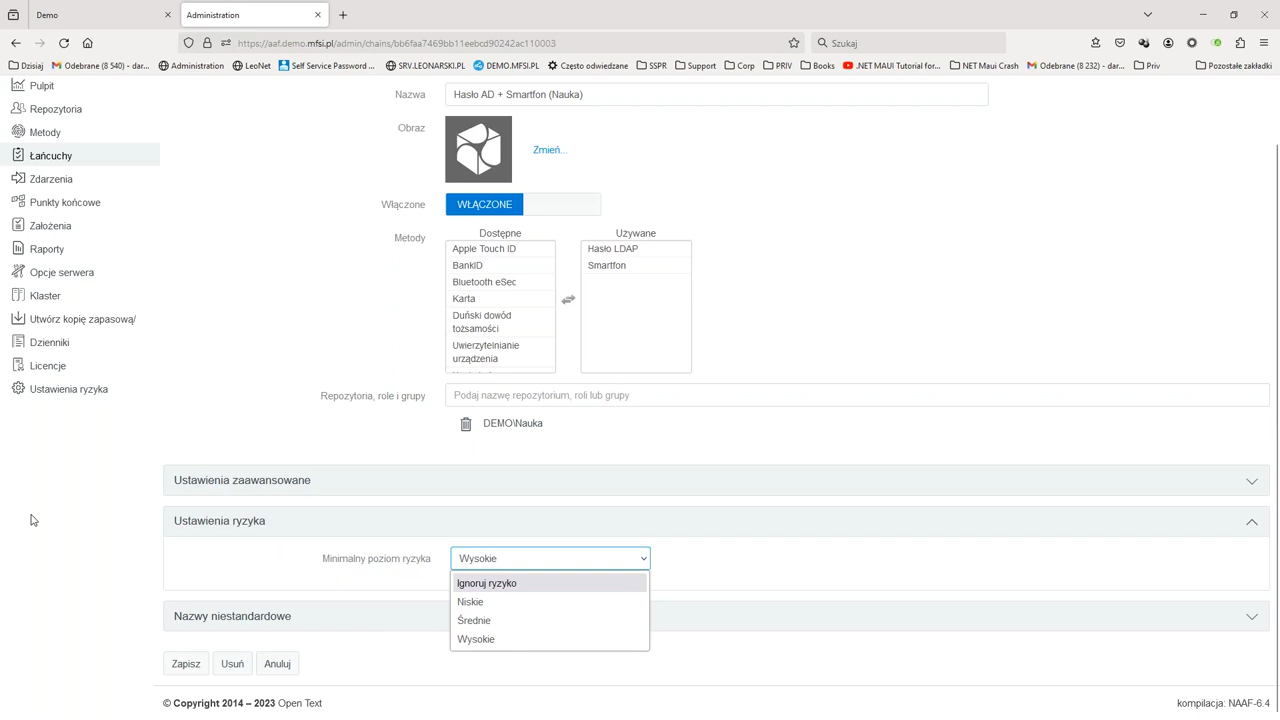 Demo
Administration
https://aaf.demo.mfsi.pl/admin/chains/bb6faa7469bb11eebcd90242ac110003
Szukaj
Dzisiaj
Odebrane (8 540) - dar...
Administration
LeoNet
Self Service Password ...
SRV.LEONARSKI.PL
DEMO.MFSI.PL
Często odwiedzane
SSPR
Support
Corp
PRIV
Books
.NET MAUI Tutorial for...
NET Maui Crash
Odebrane (8 232) - dar...
Priv
Pozostałe zakładki
Pulpit
Repozytoria
Metody
Łańcuchy
Zdarzenia
Punkty końcowe
Założenia
Raporty
Opcje serwera
Klaster
Utwórz kopię zapasową/
Dzienniki
Licencje
Ustawienia ryzyka
Nazwa
Hasło AD + Smartfon (Nauka)
Obraz
Zmień...
Włączone
WŁĄCZONE
Metody
Dostępne
Używane
Apple Touch ID
BankID
Bluetooth eSec
Karta
Duński dowód
tożsamości
Uwierzytelnianie
urządzenia
Hasło LDAP
Smartfon
Repozytoria, role i grupy
Podaj nazwę repozytorium, roli lub grupy
DEMO\Nauka
Ustawienia zaawansowane
Ustawienia ryzyka
Minimalny poziom ryzyka
Wysokie
Ignoruj ryzyko
Niskie
Średnie
Wysokie
Nazwy niestandardowe
Zapisz
Usuń
Anuluj
© Copyright 2014 – 2023 Open Text
kompilacja: NAAF-6.4